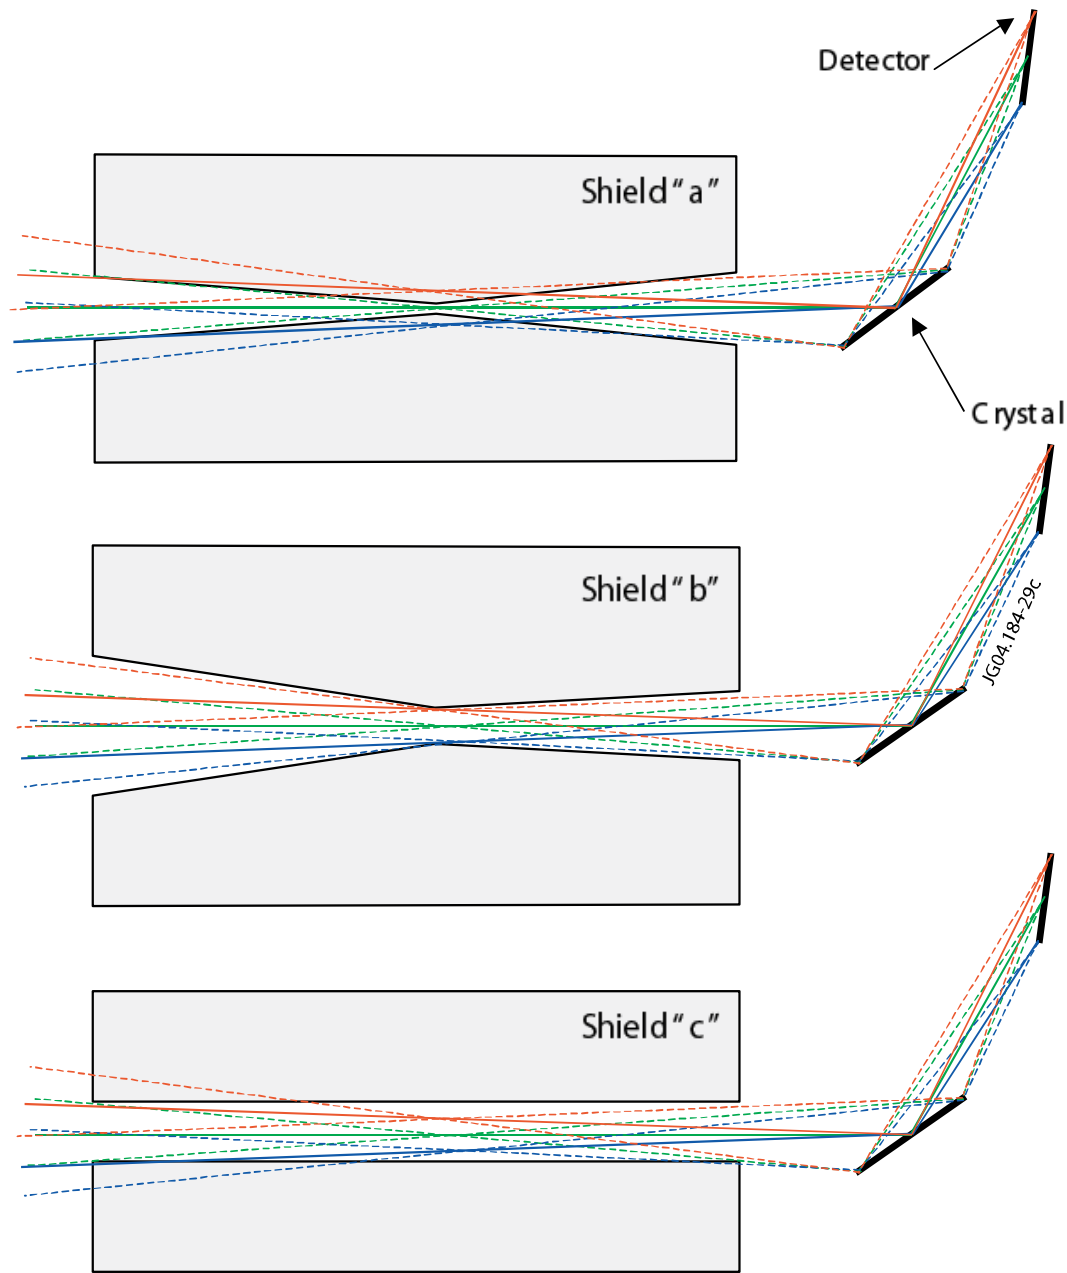 Detector
Shield “a”
Crystal
Shield “b”
JG04.184-29c
Shield “c”